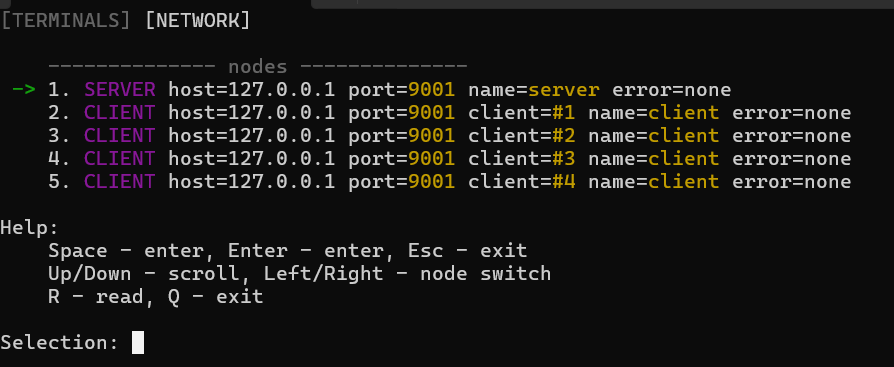 [TERMINALS] [NETWORK]
-------------- nodes --------------
-> 1. SERVER host=127.0.0.1 port=9001 name=server error=none
2. CLIENT host=127.0.0.1 port=9001 client=#1 name=client error=none
3. CLIENT host=127.0.0.1 port=9001 client=#2 name=client error=none
4. CLIENT host=127.0.0.1 port=9001 client=#3 name=client error=none
5. CLIENT host=127.0.0.1 port=9001 client=#4 name=client error=none
Help:
Space - enter, Enter - enter, Esc - exit
Up/Down - scroll, Left/Right - node switch
R - read, Q - exit
Selection: